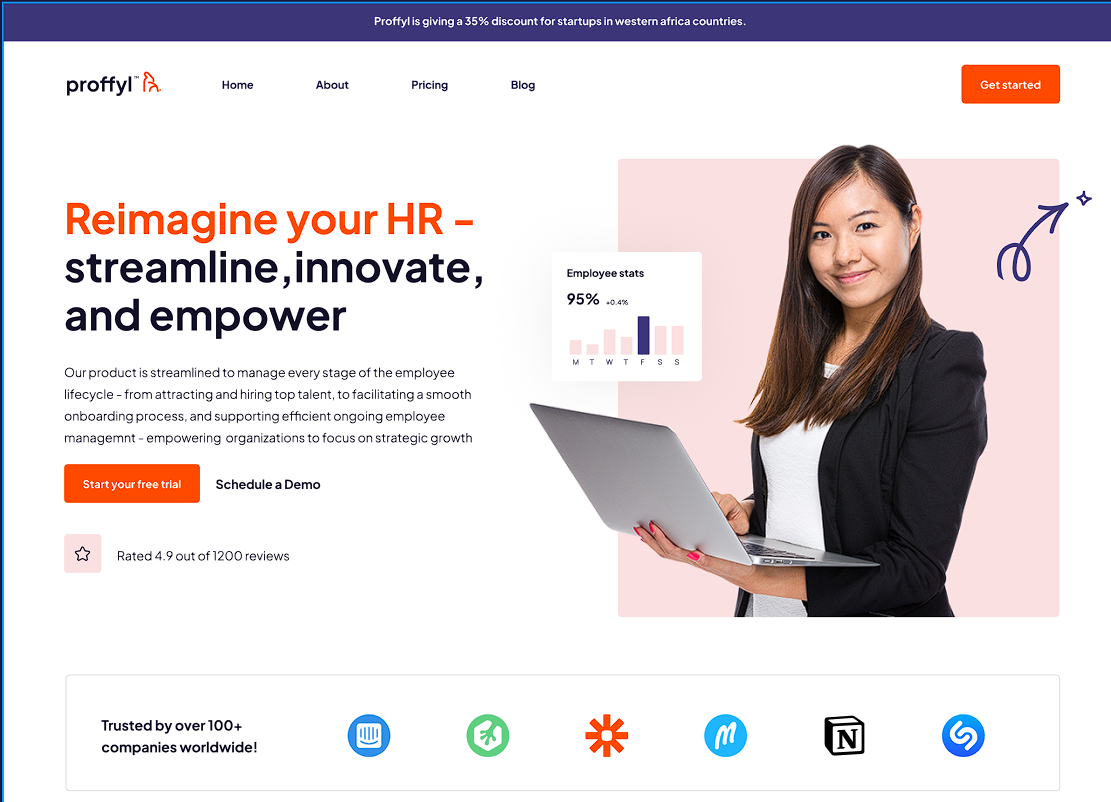 Proffyl is giving a 35% discount for startups in western africa countries.
proffyl™
Home
About
Pricing
Blog
Get started
Reimagine your HR -
streamline,innovate,
and empower
Our product is streamlined to manage every stage of the employee
lifecycle - from attracting and hiring top talent, to facilitating a smooth
onboarding process, and supporting efficient ongoing employee
managemnt - empowering organizations to focus on strategic growth
Start your free trial
Schedule a Demo
Rated 4.9 out of 1200 reviews
Employee stats
95% +0.4%
M T W T F S S
Trusted by over 100+
companies worldwide!
N